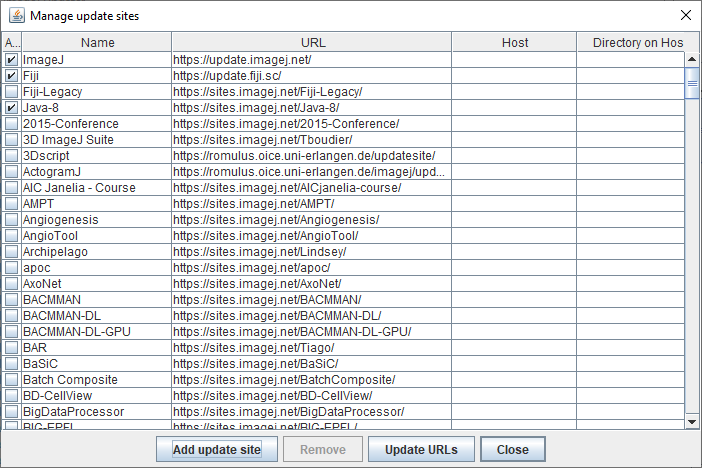 Manage update sites
A... Name URL Host Directory on Hos
ImageJ https://update.imagej.net/
Fiji https://update.fiji.sc/
Fiji-Legacy https://sites.imagej.net/Fiji-Legacy/
Java-8 https://sites.imagej.net/Java-8/
2015-Conference https://sites.imagej.net/2015-Conference/
3D ImageJ Suite https://sites.imagej.net/Tboudier/
3Dscript https://romulus.oice.uni-erlangen.de/updatesite/
ActogramJ https://romulus.oice.uni-erlangen.de/imagej/upd...
AIC Janelia - Course https://sites.imagej.net/AICjanelia-course/
AMPT https://sites.imagej.net/AMPT/
Angiogenesis https://sites.imagej.net/Angiogenesis/
AngioTool https://sites.imagej.net/AngioTool/
Archipelago https://sites.imagej.net/Lindsey/
apoc https://sites.imagej.net/apoc/
AxoNet https://sites.imagej.net/AxoNet/
BACMMAN https://sites.imagej.net/BACMMAN/
BACMMAN-DL https://sites.imagej.net/BACMMAN-DL/
BACMMAN-DL-GPU https://sites.imagej.net/BACMMAN-DL-GPU/
BAR https://sites.imagej.net/Tiago/
BaSiC https://sites.imagej.net/BaSiC/
Batch Composite https://sites.imagej.net/BatchComposite/
BD-CellView https://sites.imagej.net/BD-CellView/
BigDataProcessor https://sites.imagej.net/BigDataProcessor/
BIG-EPFL https://sites.imagej.net/BIG-EPFL/
Add update site Remove Update URLs Close